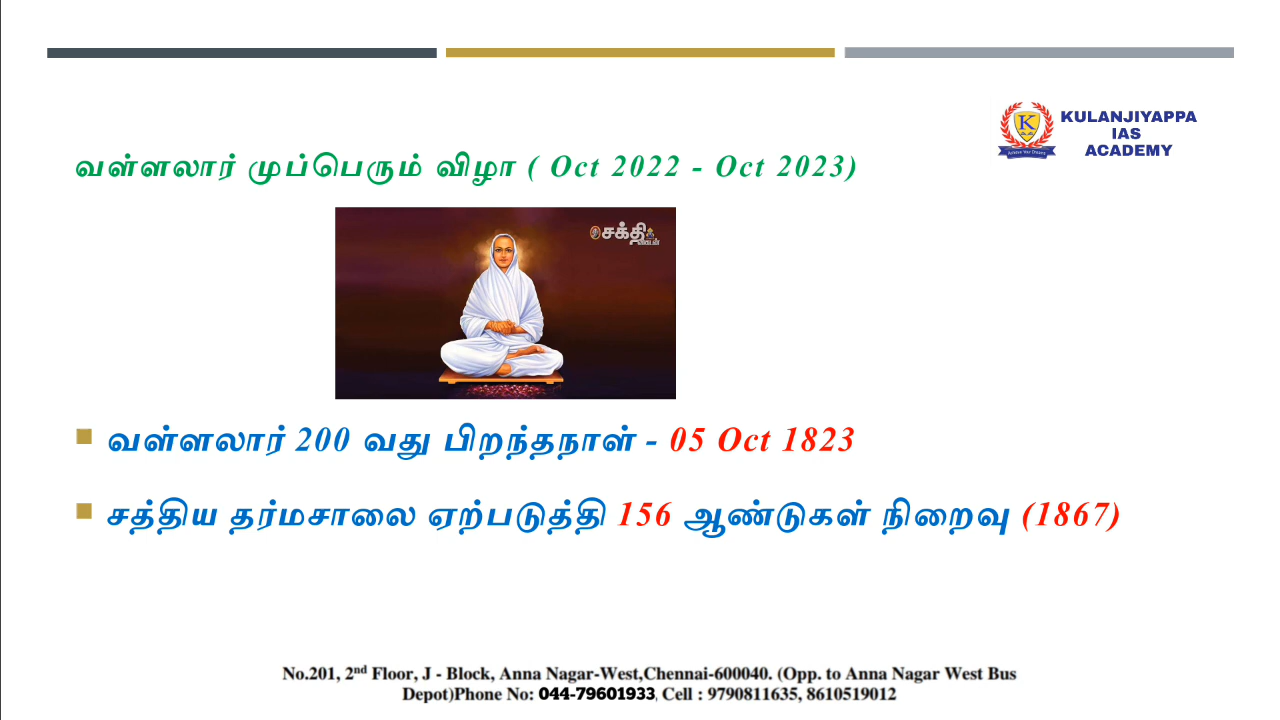 KULANJIYAPPA
IAS
ACADEMY
வள்ளலார் முப்பெரும் விழா ( Oct 2022 - Oct 2023)
சக்தி
விகடன்
வள்ளலார் 200 வது பிறந்தநாள் - 05 Oct 1823
சத்திய தர்மசாலை ஏற்படுத்தி 156 ஆண்டுகள் நிறைவு (1867)
No.201, 2nd Floor, J - Block, Anna Nagar-West,Chennai-600040. (Opp. to Anna Nagar West Bus
Depot)Phone No: 044-79601933, Cell : 9790811635, 8610519012